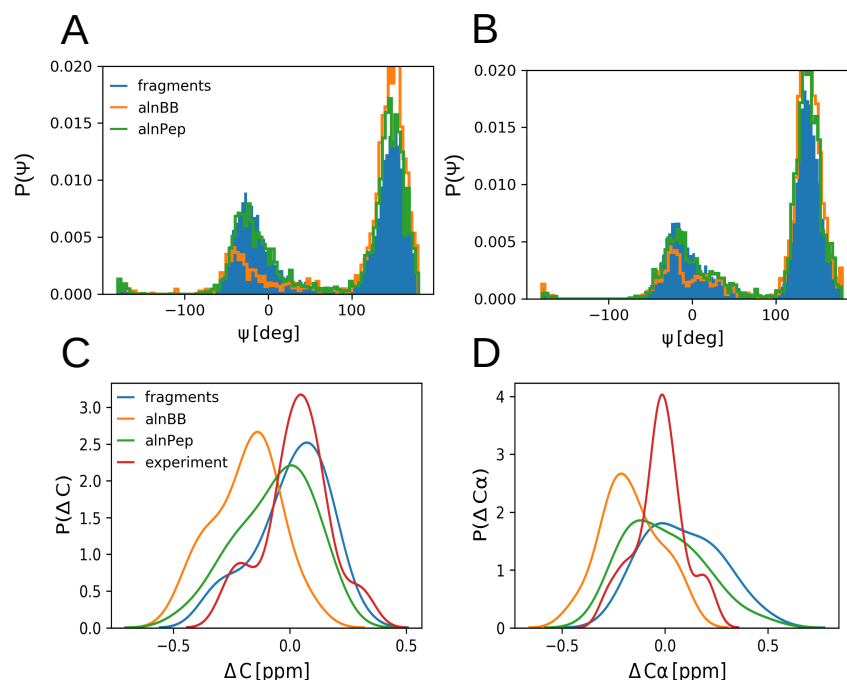 A
B
0.020
0.015
0.010
0.005
0.000
P(Ψ)
fragments
alnBB
alnPep
−100
0
100
ψ[deg]
0.020
0.015
0.010
0.005
0.000
P(Ψ)
−100
0
100
ψ[deg]
C
D
3.0
2.5
2.0
1.5
1.0
0.5
0.0
P(Δ C)
fragments
alnBB
alnPep
experiment
−0.5
0.0
0.5
Δ C[ppm]
4
3
2
1
0
P(Δ Cα)
−0.5
0.0
0.5
Δ Cα[ppm]